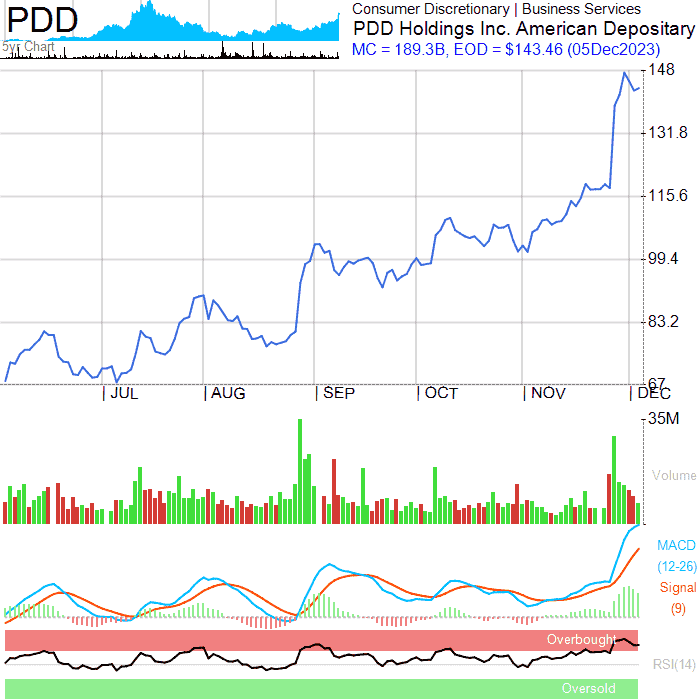 PDD
5yr Chart
Consumer Discretionary | Business Services
PDD Holdings Inc. American Depositary
MC = 189.3B, EOD = $143.46 (05Dec2023)
148
131.8
115.6
99.4
83.2
67
| JUL
| AUG
| SEP
| OCT
| NOV
| DEC
35M
Volume
MACD
(12-26)
Signal
(9)
Overbought
RSI(14)
Oversold